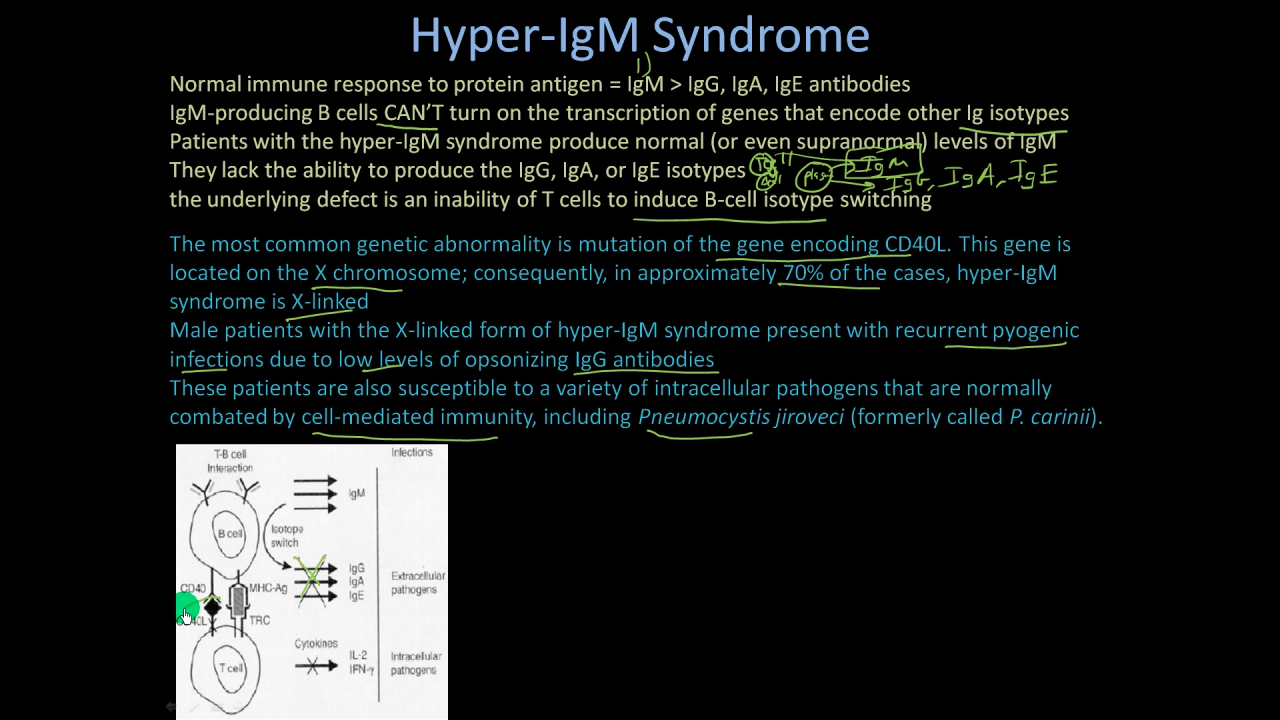 Hyper-IgM Syndrome
1)
Normal immune response to protein antigen = IgM > IgG, IgA, IgE antibodies
IgM-producing B cells CAN'T turn on the transcription of genes that encode other Ig isotypes
Patients with the hyper-IgM syndrome produce normal (or even supranormal) levels of IgM
They lack the ability to produce the IgG, IgA, or IgE isotypes
IgM
IgG, IgA, IgE
the underlying defect is an inability of T cells to induce B-cell isotype switching
The most common genetic abnormality is mutation of the gene encoding CD40L. This gene is
located on the X chromosome; consequently, in approximately 70% of the cases, hyper-IgM
syndrome is X-linked
Male patients with the X-linked form of hyper-IgM syndrome present with recurrent pyogenic
infections due to low levels of opsonizing IgG antibodies
These patients are also susceptible to a variety of intracellular pathogens that are normally
combated by cell-mediated immunity, including Pneumocystis jiroveci (formerly called P. carinii).
T-B cell
Interaction
Infections
IgM
B cell
Isotope
switch
IgG
IgA
IgE
Extracellular
pathogens
CD40
MHC-Ag
TRC
T cell
Cytokines
IL-2
IFN-γ
Intracellular
pathogens